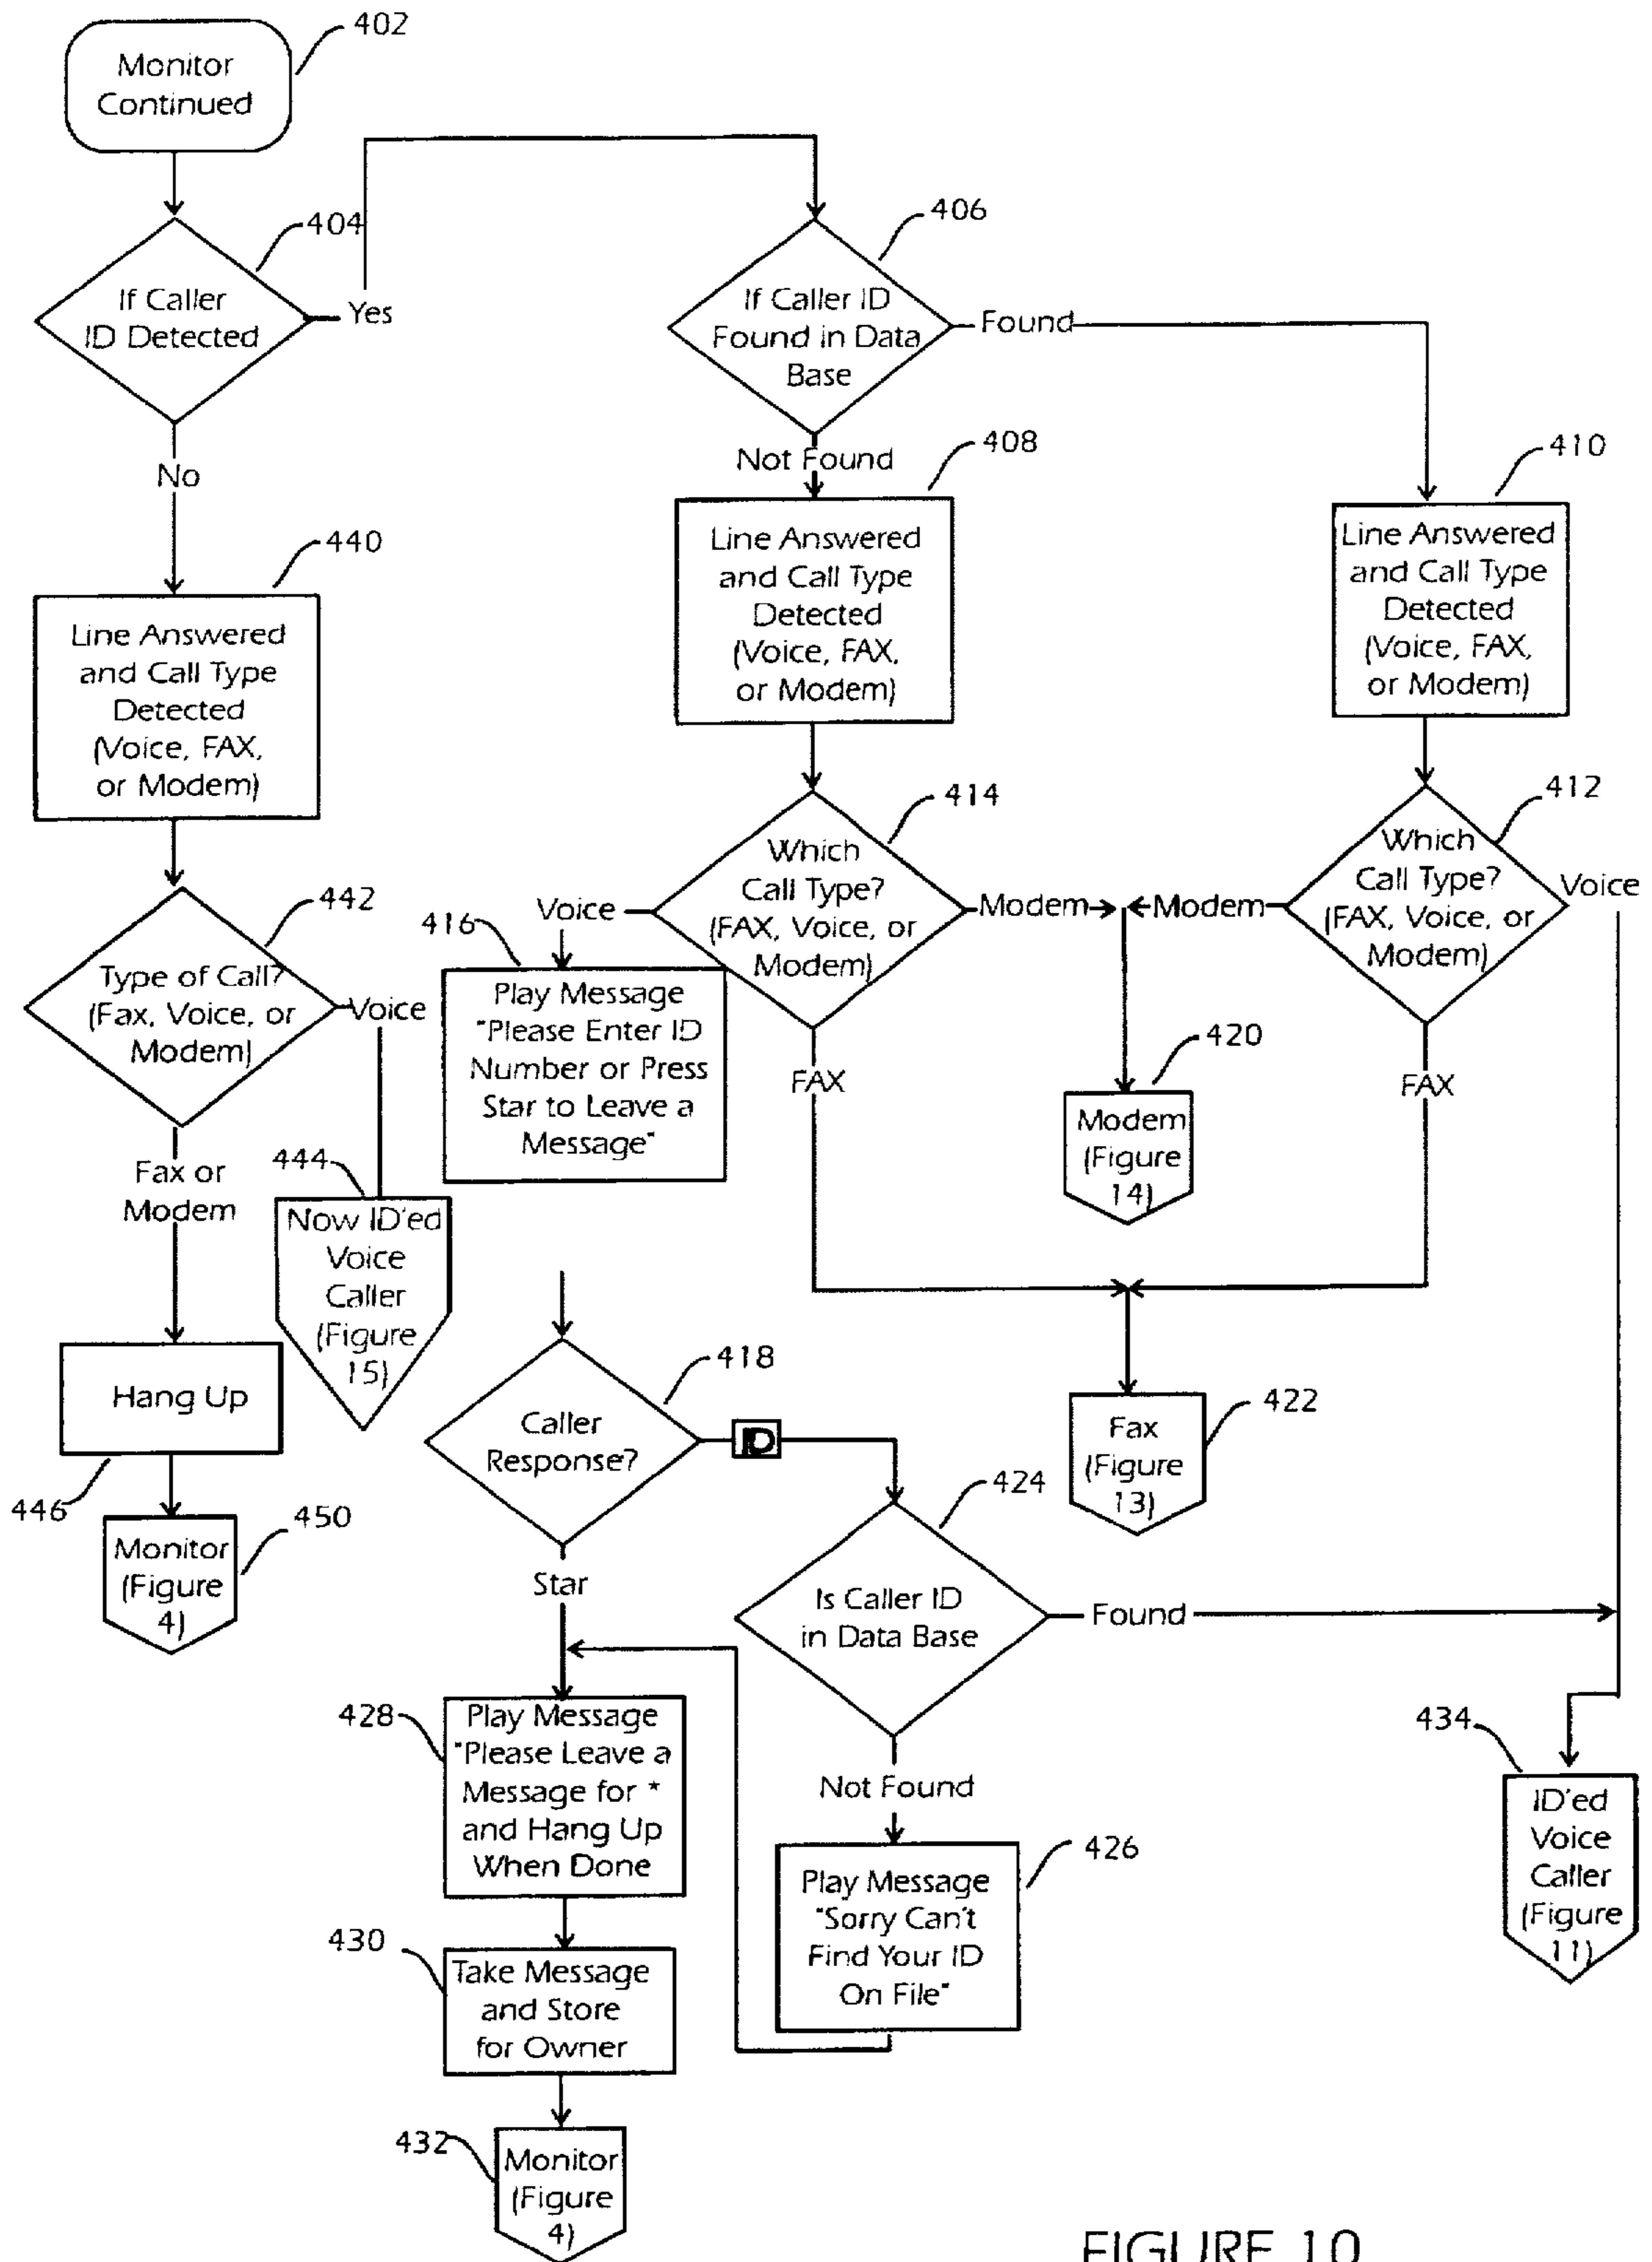 402
Monitor
Continued
404
If Caller
ID Detected
Yes
406
If Caller ID
Found in Data
Base
Found
No
Not Found
408
410
440
Line Answered
and Call Type
Detected
(Voice, FAX,
or Modem)
Line Answered
and Call Type
Detected
(Voice, FAX,
or Modem)
Line Answered
and Call Type
Detected
(Voice, FAX,
or Modem)
414
412
Which
Call Type?
(FAX, Voice, or
Modem)
Which
Call Type?
(FAX, Voice, or
Modem)
Voice
Voice
Modem
Modem
442
Type of Call?
(Fax, Voice, or
Modem)
Voice
416
Play Message
"Please Enter ID
Number or Press
Star to Leave a
Message"
FAX
FAX
420
Modem
(Figure
14)
Fax or
Modem
444
Now ID'ed
Voice
Caller
(Figure
15)
Hang Up
446
450
Monitor
(Figure
4)
418
Caller
Response?
ID
422
Fax
(Figure
13)
424
Is Caller ID
in Data Base
Found
Star
Not Found
428
Play Message
"Please Leave a
Message for *
and Hang Up
When Done
426
Play Message
"Sorry Can't
Find Your ID
On File"
434
ID'ed
Voice
Caller
(Figure
11)
430
Take Message
and Store
for Owner
432
Monitor
(Figure
4)
FIGURE 10